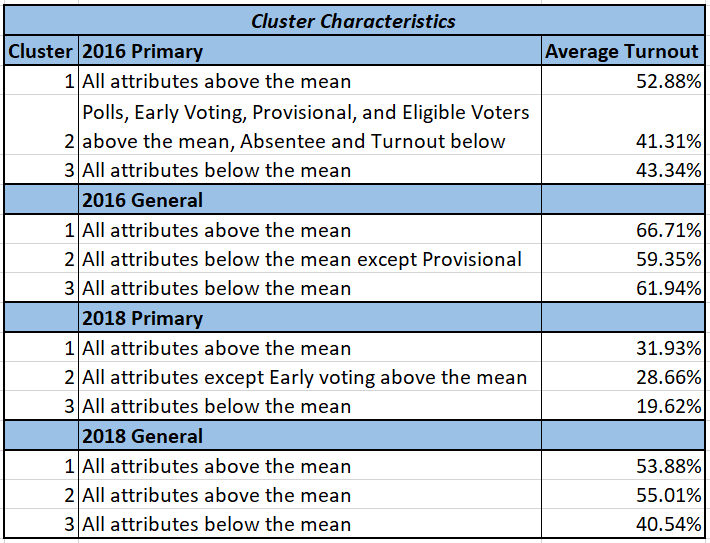 Cluster Characteristics
Cluster 2016 Primary Average Turnout
1 All attributes above the mean 52.88%
Polls, Early Voting, Provisional, and Eligible Voters
2 above the mean, Absentee and Turnout below 41.31%
3 All attributes below the mean 43.34%
2016 General
1 All attributes above the mean 66.71%
2 All attributes below the mean except Provisional 59.35%
3 All attributes below the mean 61.94%
2018 Primary
1 All attributes above the mean 31.93%
2 All attributes except Early voting above the mean 28.66%
3 All attributes below the mean 19.62%
2018 General
1 All attributes above the mean 53.88%
2 All attributes above the mean 55.01%
3 All attributes below the mean 40.54%